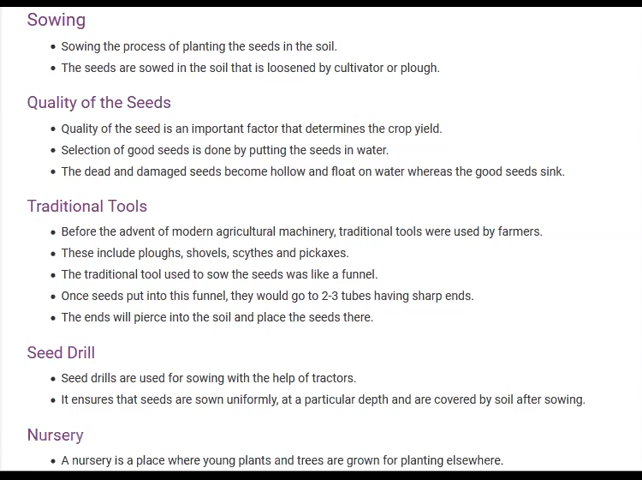 Sowing
• Sowing the process of planting the seeds in the soil.
• The seeds are sowed in the soil that is loosened by cultivator or plough.
Quality of the Seeds
• Quality of the seed is an important factor that determines the crop yield.
• Selection of good seeds is done by putting the seeds in water.
• The dead and damaged seeds become hollow and float on water whereas the good seeds sink.
Traditional Tools
• Before the advent of modern agricultural machinery, traditional tools were used by farmers.
• These include ploughs, shovels, scythes and pickaxes.
• The traditional tool used to sow the seeds was like a funnel.
• Once seeds put into this funnel, they would go to 2-3 tubes having sharp ends.
• The ends will pierce into the soil and place the seeds there.
Seed Drill
• Seed drills are used for sowing with the help of tractors.
• It ensures that seeds are sown uniformly, at a particular depth and are covered by soil after sowing.
Nursery
• A nursery is a place where young plants and trees are grown for planting elsewhere.